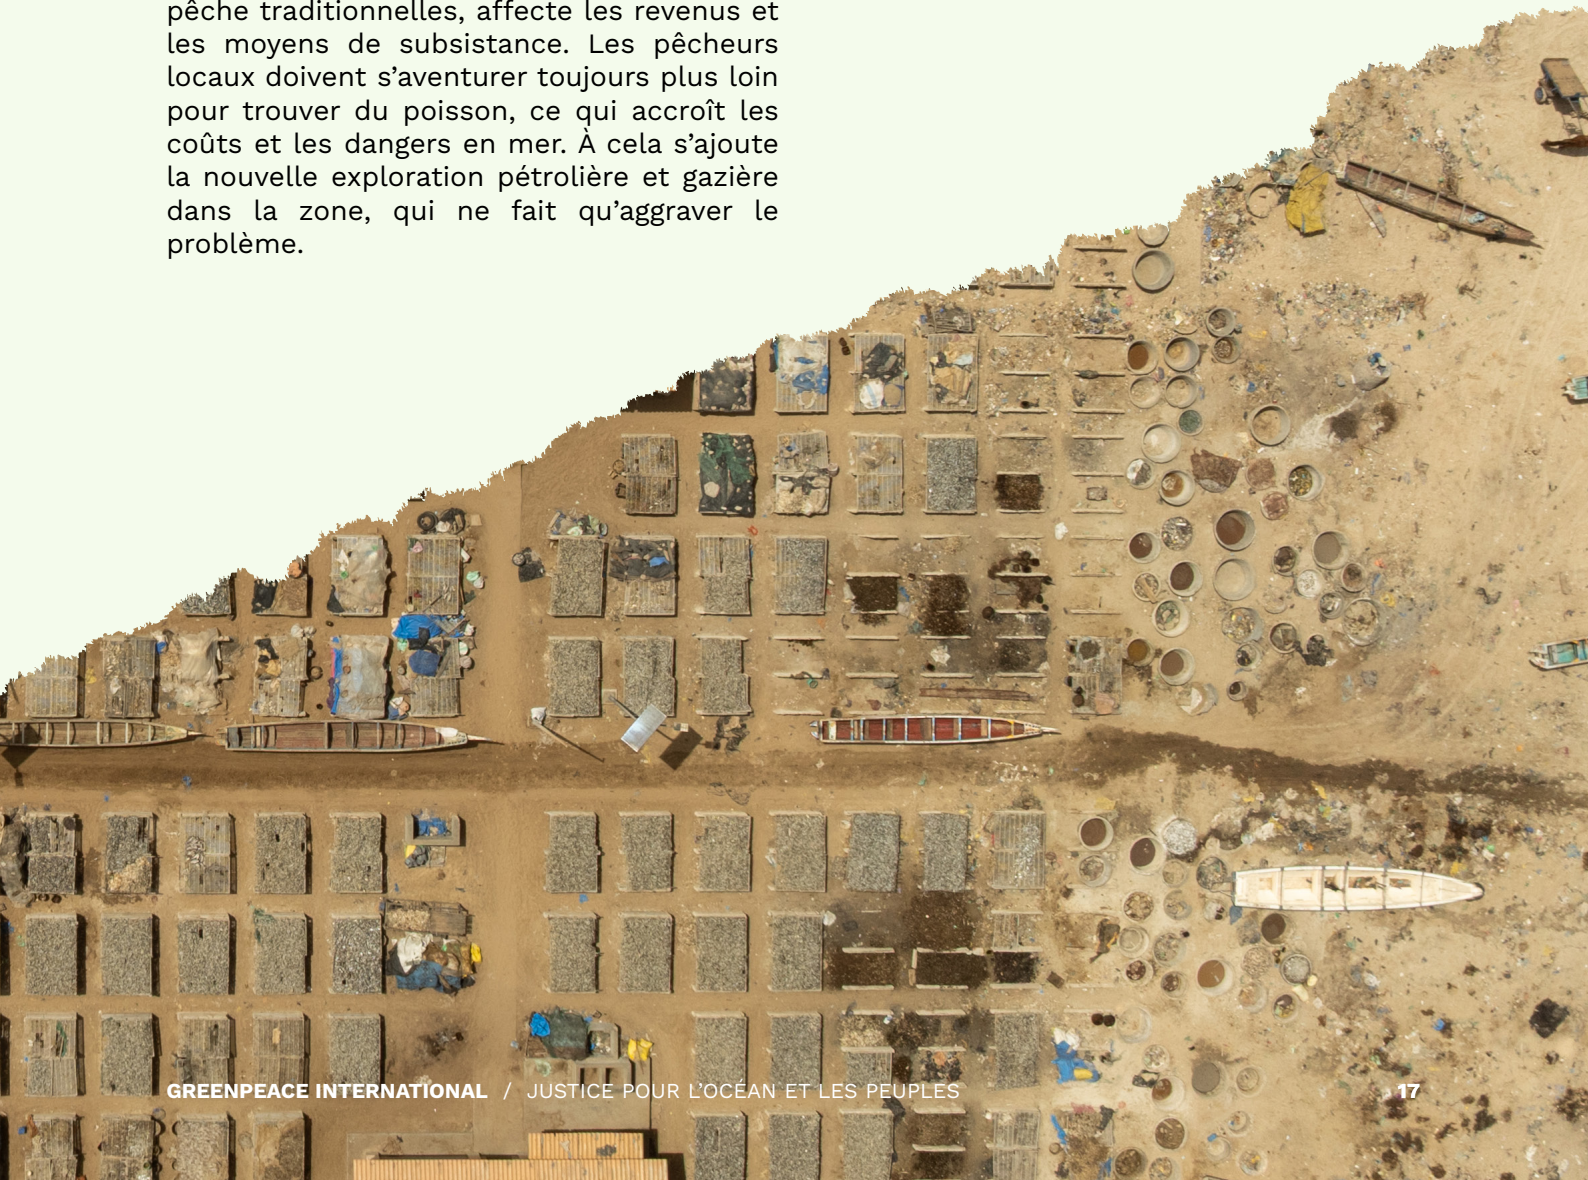 pêche traditionnelles, affecte les revenus et
les moyens de subsistance. Les pêcheurs
locaux doivent s’aventurer toujours plus loin
pour trouver du poisson, ce qui accroît les
coûts et les dangers en mer. À cela s’ajoute
la nouvelle exploration pétrolière et gazière
dans la zone, qui ne fait qu’aggraver le
problème.
GREENPEACE INTERNATIONAL / JUSTICE POUR L’OCÉAN ET LES PEUPLES 17